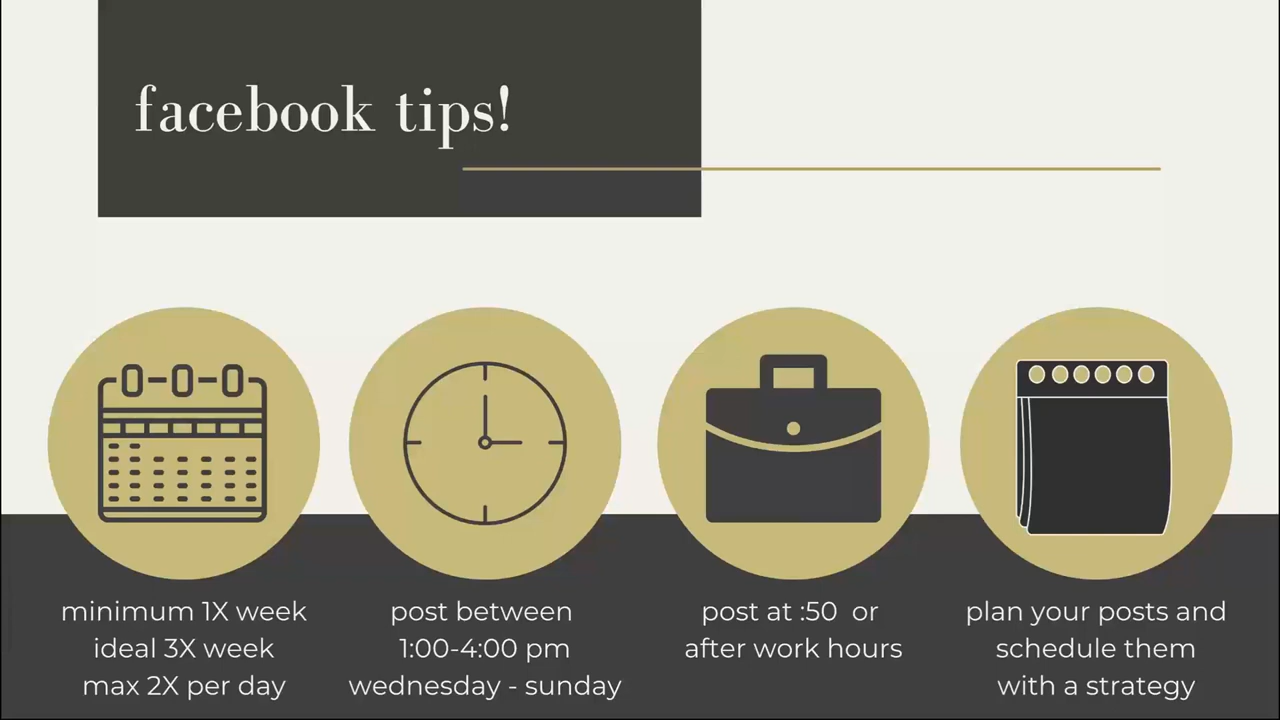 facebook tips!
minimum 1X week
ideal 3X week
max 2X per day
post between
1:00-4:00 pm
wednesday - sunday
post at :50 or
after work hours
plan your posts and
schedule them
with a strategy